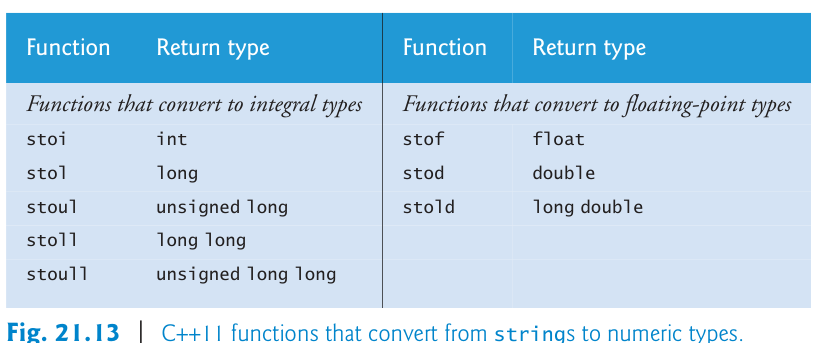 Function Return type Function Return type
Functions that convert to integral types Functions that convert to floating-point types
stoi int stof float
stol long stod double
stoul unsigned long stold long double
stoll long long
stoull unsigned long long
Fig. 21.13 | C++11 functions that convert from strings to numeric types.